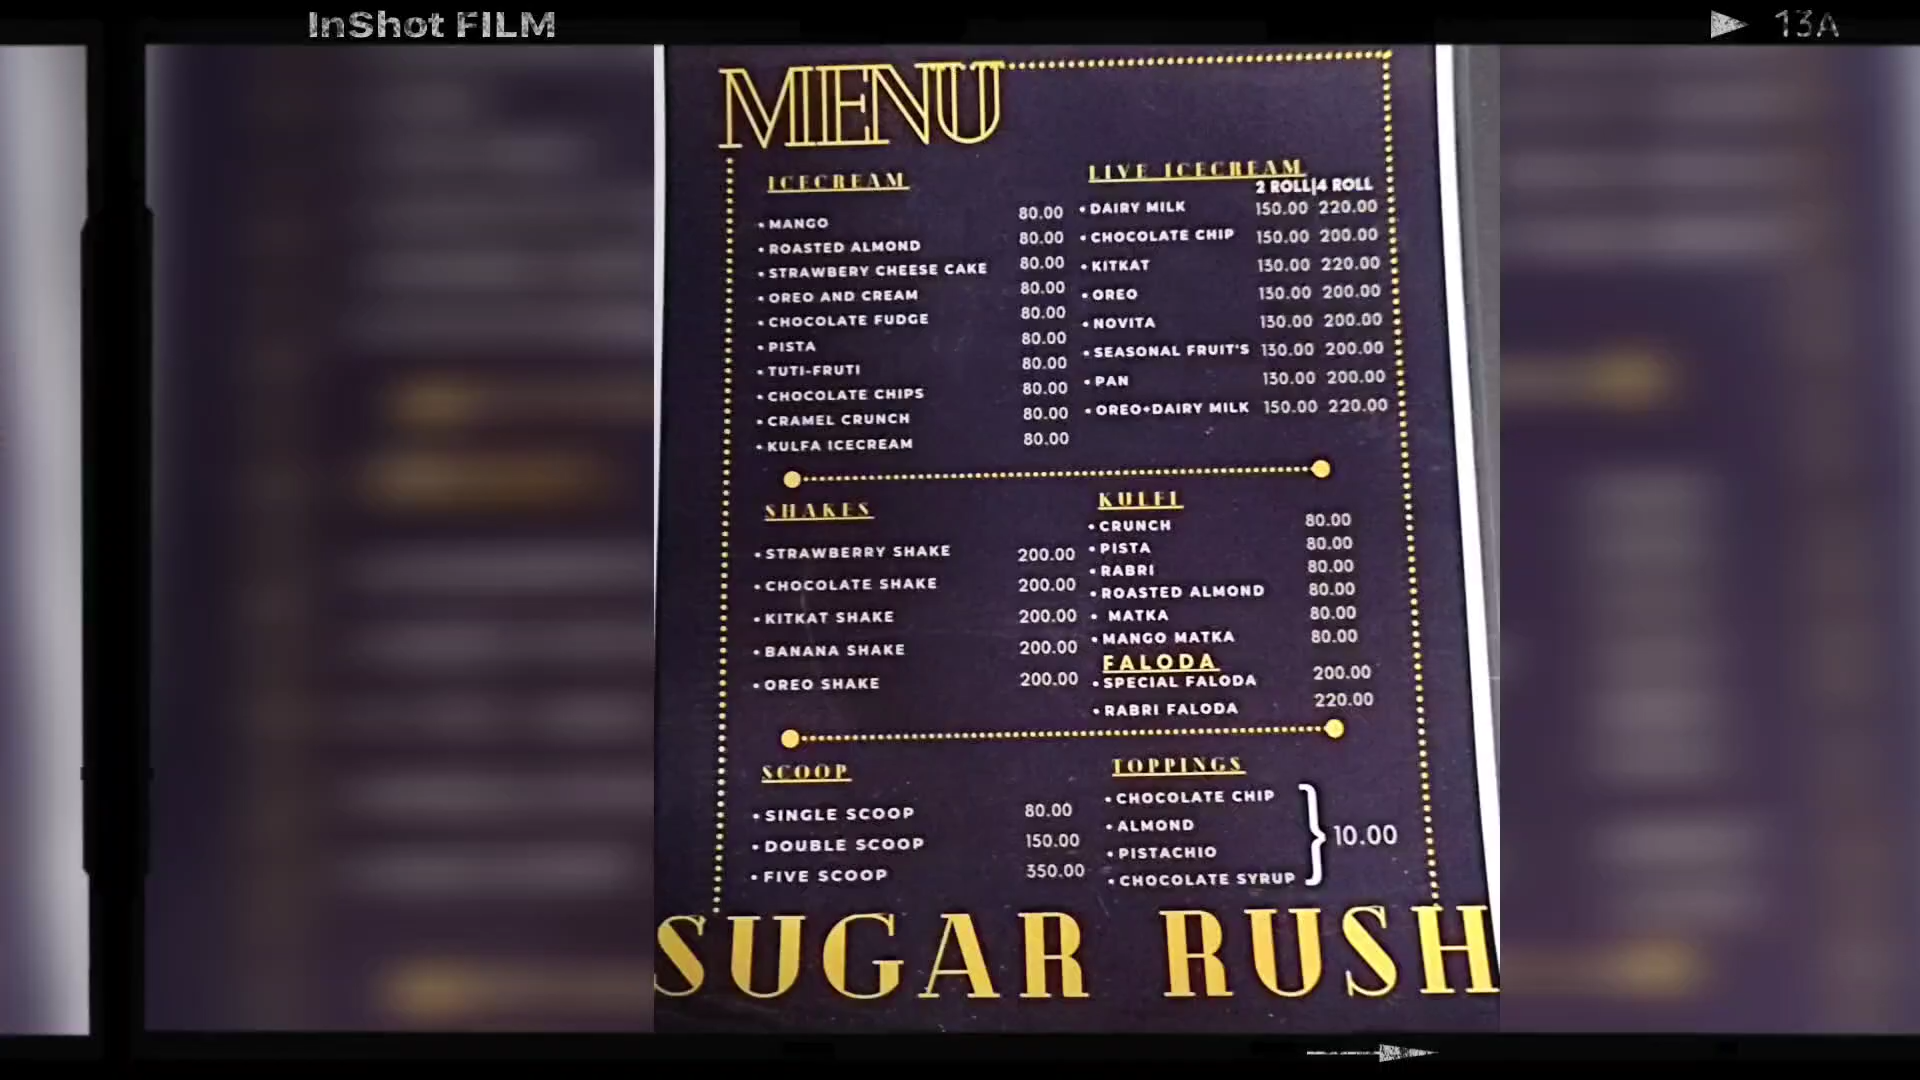 InShot FILM
13A
MENU
ICECREAM
• MANGO 80.00
• ROASTED ALMOND 80.00
• STRAWBERY CHEESE CAKE 80.00
• OREO AND CREAM 80.00
• CHOCOLATE FUDGE 80.00
• PISTA 80.00
• TUTI-FRUTI 80.00
• CHOCOLATE CHIPS 80.00
• CRAMEL CRUNCH 80.00
• KULFA ICECREAM 80.00
LIVE ICECREAM
2 ROLL|4 ROLL
• DAIRY MILK 150.00 220.00
• CHOCOLATE CHIP 150.00 200.00
• KITKAT 130.00 220.00
• OREO 130.00 200.00
• NOVITA 130.00 200.00
• SEASONAL FRUIT'S 130.00 200.00
• PAN 130.00 200.00
• OREO+DAIRY MILK 150.00 220.00
SHAKES
• STRAWBERRY SHAKE 200.00
• CHOCOLATE SHAKE 200.00
• KITKAT SHAKE 200.00
• BANANA SHAKE 200.00
• OREO SHAKE 200.00
KULFI
• CRUNCH 80.00
• PISTA 80.00
• RABRI 80.00
• ROASTED ALMOND 80.00
• MATKA 80.00
• MANGO MATKA 80.00
FALODA
• SPECIAL FALODA 200.00
• RABRI FALODA 220.00
SCOOP
• SINGLE SCOOP 80.00
• DOUBLE SCOOP 150.00
• FIVE SCOOP 350.00
TOPPINGS
• CHOCOLATE CHIP
• ALMOND
• PISTACHIO
• CHOCOLATE SYRUP
} 10.00
SUGAR RUSH